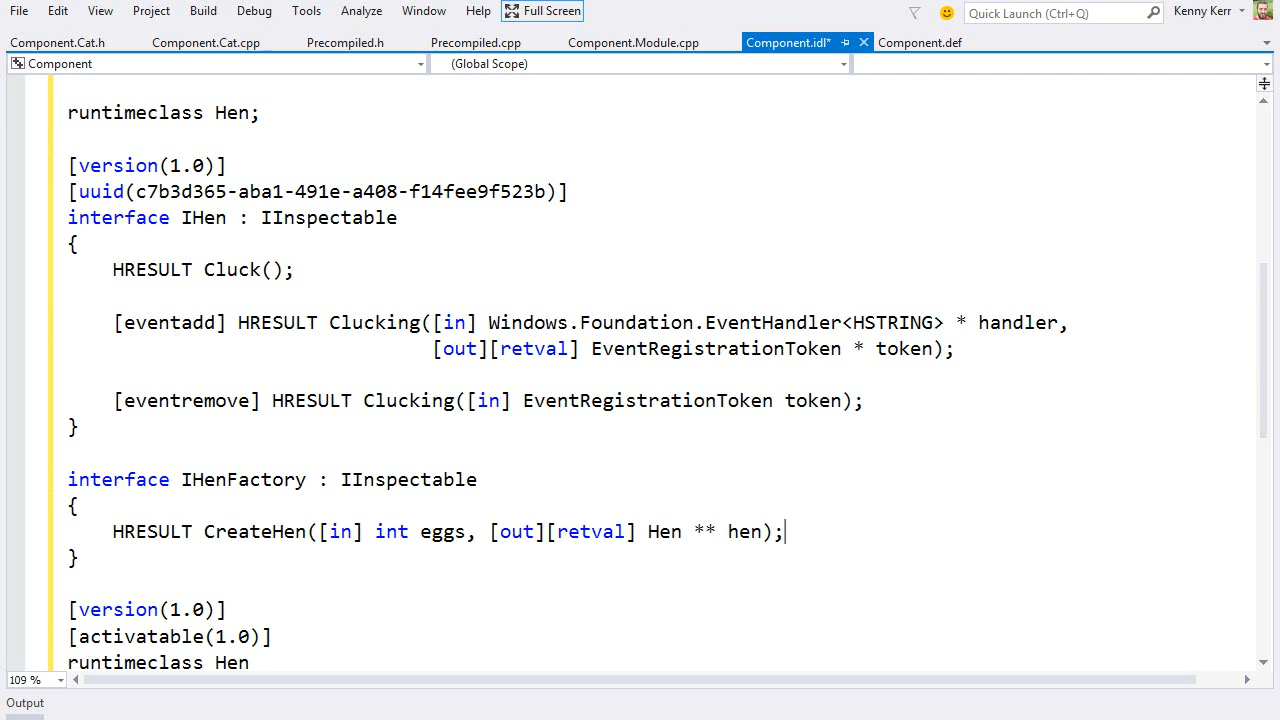 File Edit View Project Build Debug Tools Analyze Window Help Full Screen Quick Launch (Ctrl+Q) Kenny Kerr
Component.Cat.h Component.Cat.cpp Precompiled.h Precompiled.cpp Component.Module.cpp Component.idl* Component.def
Component (Global Scope)
runtimeclass Hen;
[version(1.0)]
[uuid(c7b3d365-aba1-491e-a408-f14fee9f523b)]
interface IHen : IInspectable
{
HRESULT Cluck();
[eventadd] HRESULT Clucking([in] Windows.Foundation.EventHandler<HSTRING> * handler,
[out][retval] EventRegistrationToken * token);
[eventremove] HRESULT Clucking([in] EventRegistrationToken token);
}
interface IHenFactory : IInspectable
{
HRESULT CreateHen([in] int eggs, [out][retval] Hen ** hen);
}
[version(1.0)]
[activatable(1.0)]
runtimeclass Hen
109 %
Output